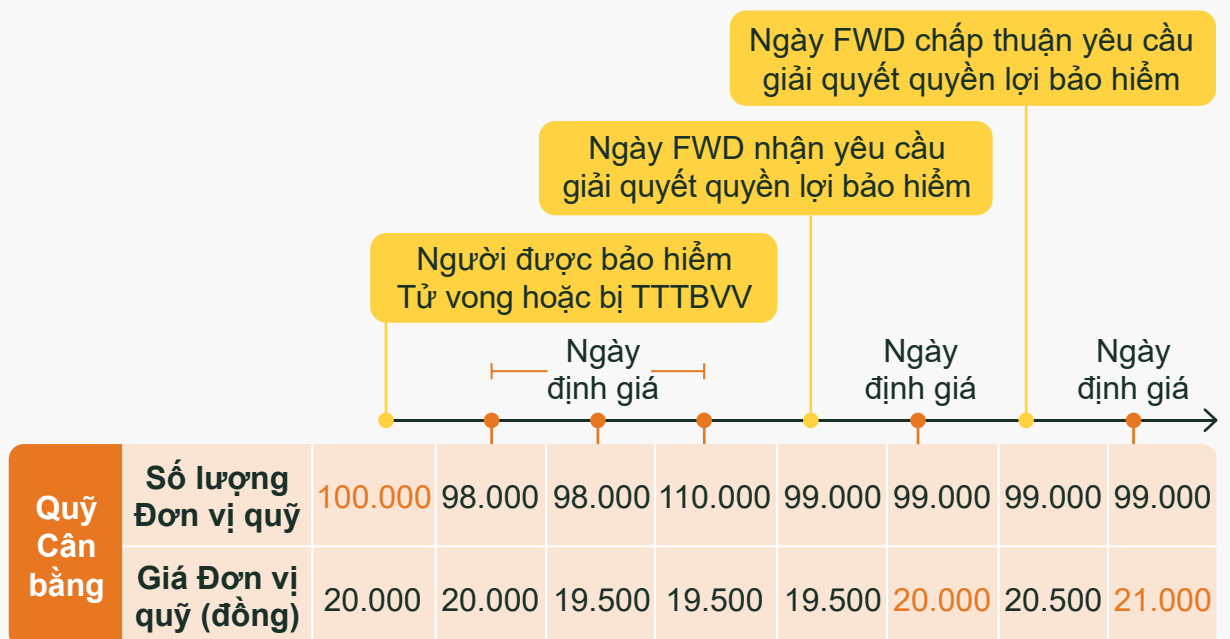 Ngày FWD chấp thuận yêu cầu
giải quyết quyền lợi bảo hiểm
Ngày FWD nhận yêu cầu
giải quyết quyền lợi bảo hiểm
Người được bảo hiểm
Tử vong hoặc bị TTTBVV
Ngày
định giá
Ngày
định giá
Ngày
định giá
Quỹ
Cân
bằng
Số lượng
Đơn vị quỹ
100.000 98.000 98.000 110.000 99.000 99.000 99.000 99.000
Giá Đơn vị
quỹ (đồng)
20.000 20.000 19.500 19.500 19.500 20.000 20.500 21.000